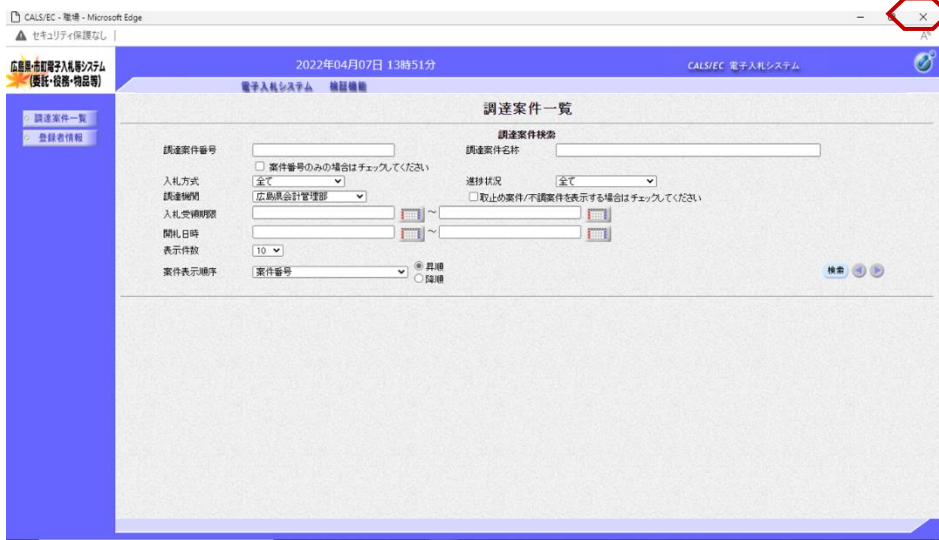 CALS/EC - 職場 - Microsoft Edge
セキュリティ保護なし
広島県・市町電子入札等システム
(委託・役務・物品等)
2022年04月07日 13時51分
CALS/EC 電子入札システム
電子入札システム 検証機能
調達案件一覧
登録者情報
調達案件一覧
調達案件検索
調達案件番号
調達案件名称
案件番号のみの場合はチェックしてください
入札方式 全て
進捗状況 全て
調達機関 広島県会計管理部
取止め案件/不調案件を表示する場合はチェックしてください
入札受領期限 ~
開札日時 ~
表示件数 10
案件表示順序 案件番号
昇順
降順
検索